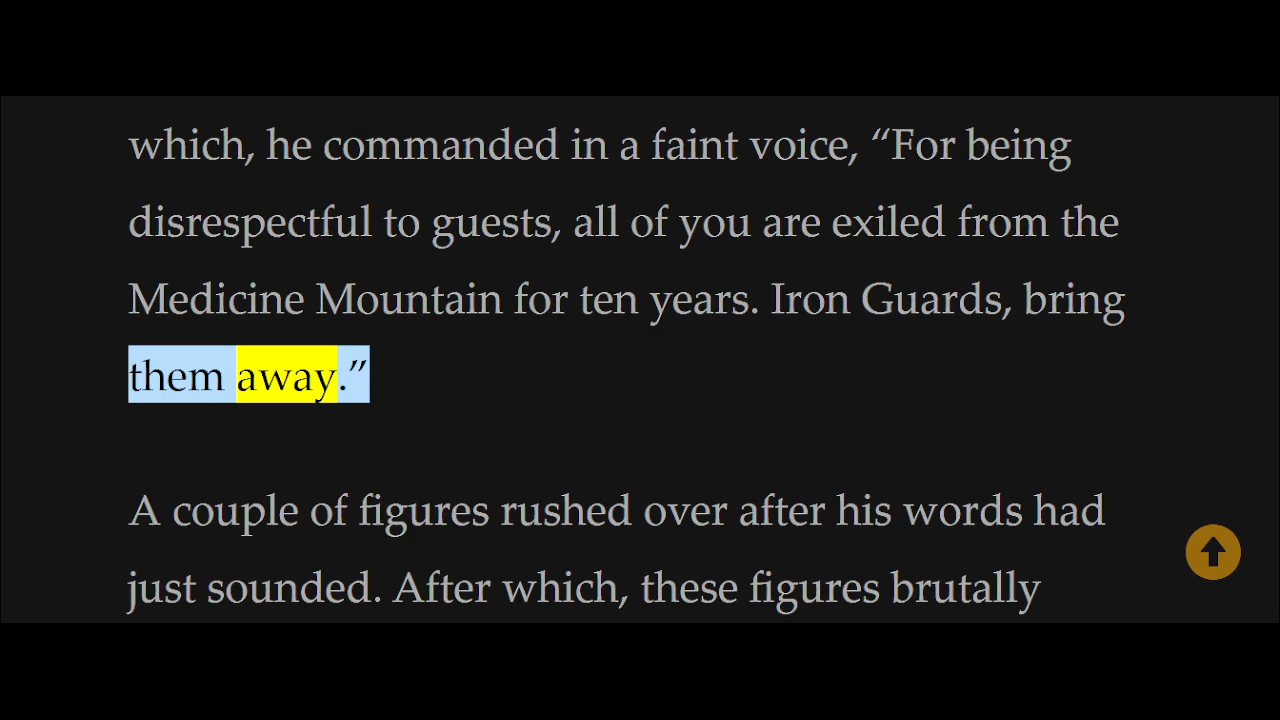 which, he commanded in a faint voice, “For being
disrespectful to guests, all of you are exiled from the
Medicine Mountain for ten years. Iron Guards, bring
them away.”
A couple of figures rushed over after his words had
just sounded. After which, these figures brutally